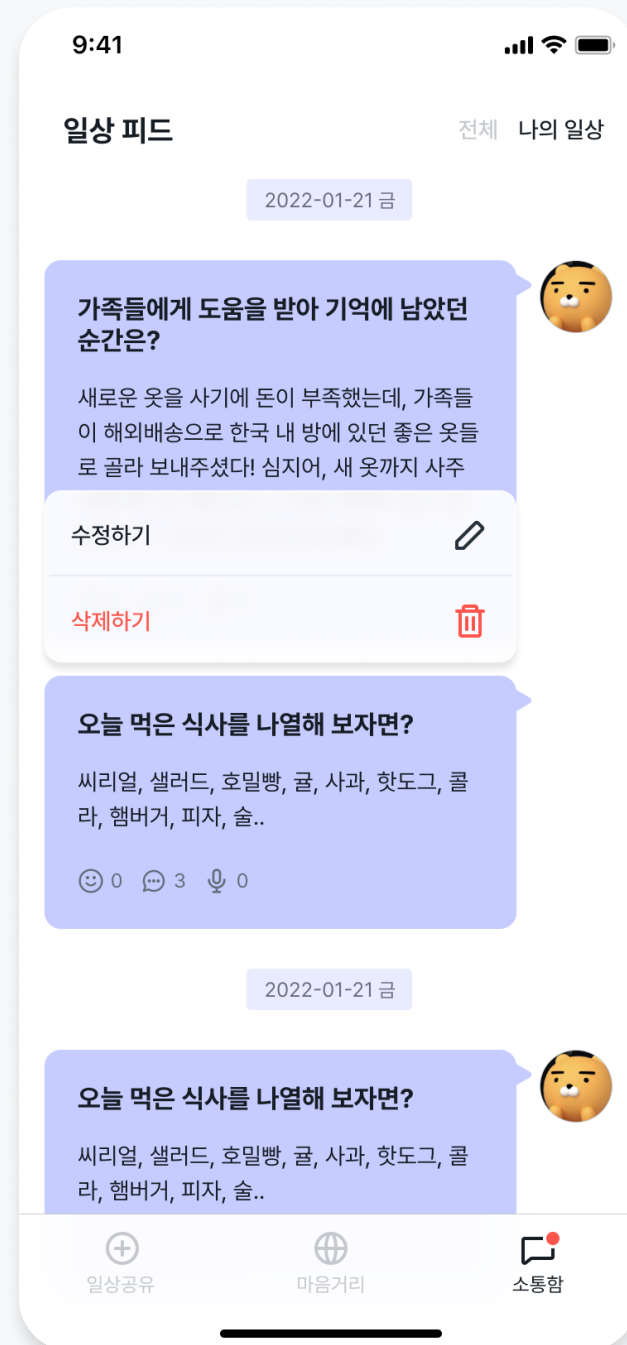 9:41
일상 피드
전체 나의 일상
2022-01-21 금
가족들에게 도움을 받아 기억에 남았던
순간은?
새로운 옷을 사기에 돈이 부족했는데, 가족들
이 해외배송으로 한국 내 방에 있던 좋은 옷들
로 골라 보내주셨다! 심지어, 새 옷까지 사주
수정하기
삭제하기
오늘 먹은 식사를 나열해 보자면?
씨리얼, 샐러드, 호밀빵, 귤, 사과, 핫도그, 콜
라, 햄버거, 피자, 술..
0 3 0
2022-01-21 금
오늘 먹은 식사를 나열해 보자면?
씨리얼, 샐러드, 호밀빵, 귤, 사과, 핫도그, 콜
라, 햄버거, 피자, 술..
일상공유 마음거리 소통함